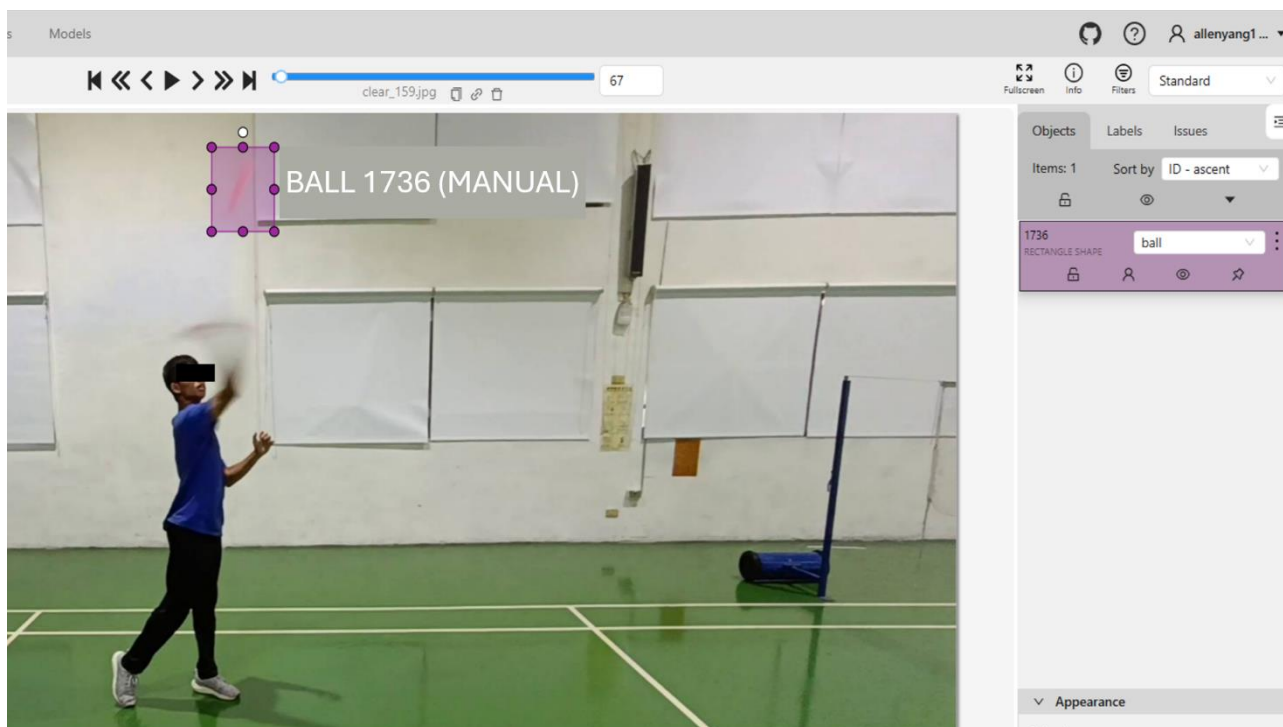 s Models allenyang1 ...
67
clear_159.jpg
Fullscreen Info Filters Standard
Objects Labels Issues
Items: 1 Sort by ID - ascent
BALL 1736 (MANUAL)
1736 ball
RECTANGLE SHAPE
Appearance